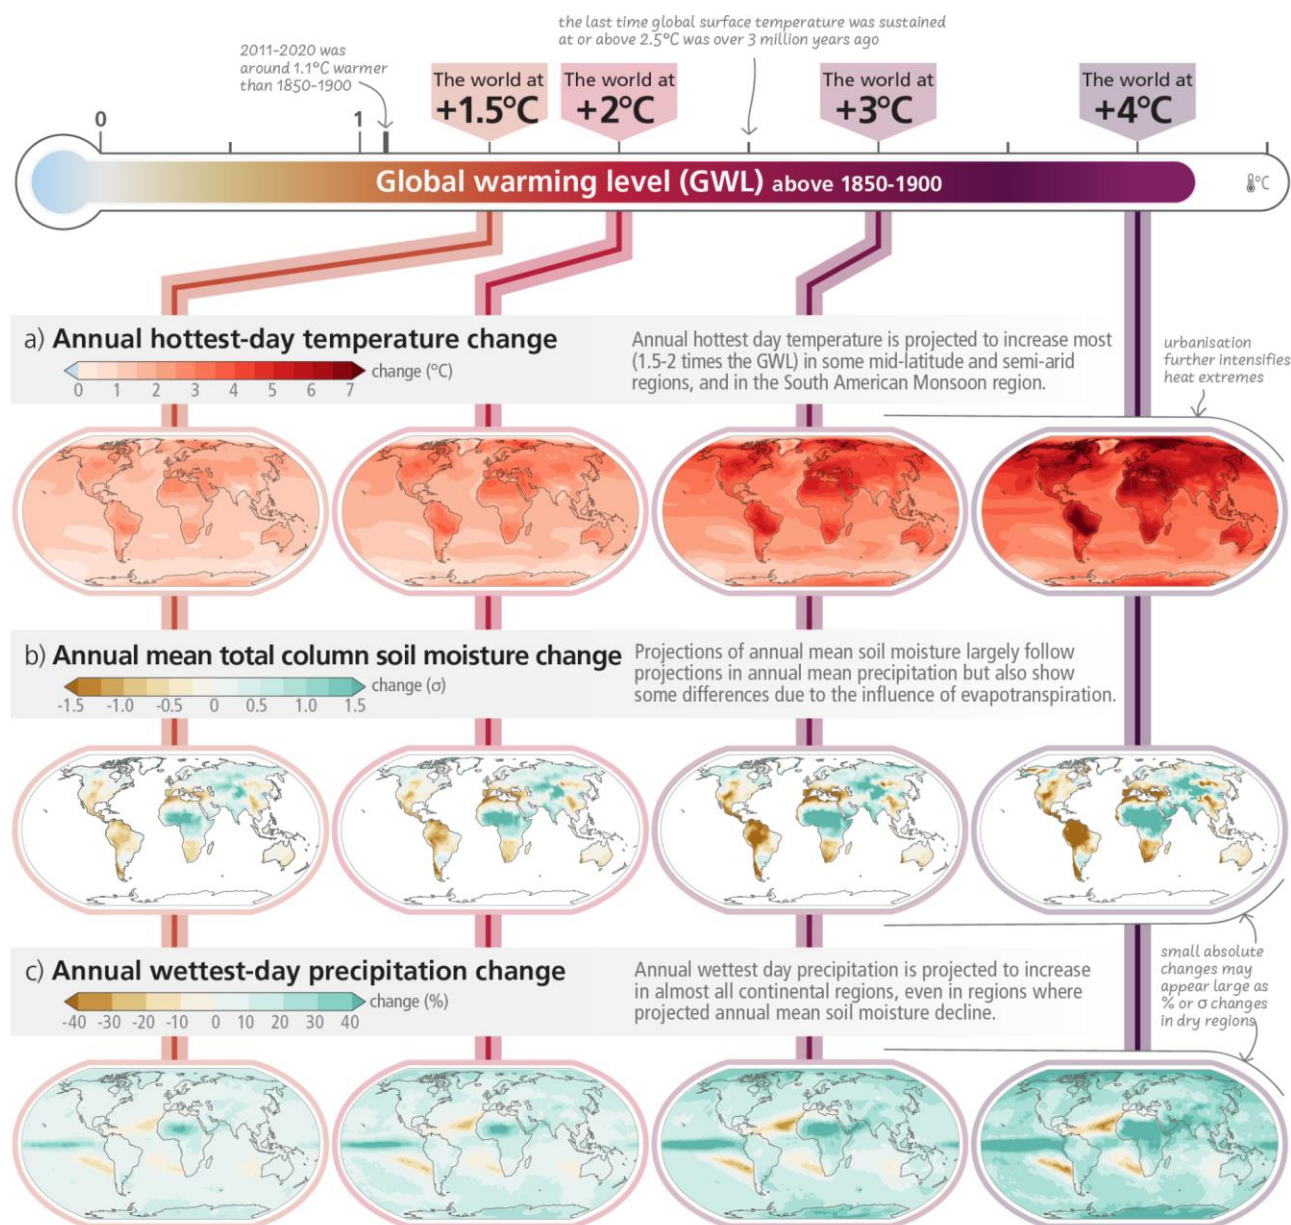 the last time global surface temperature was sustained
at or above 2.5°C was over 3 million years ago
2011-2020 was
around 1.1°C warmer
than 1850-1900
The world at
+1.5°C
The world at
+2°C
The world at
+3°C
The world at
+4°C
0
1
Global warming level (GWL) above 1850-1900
°C
a) Annual hottest-day temperature change
Annual hottest day temperature is projected to increase most
(1.5-2 times the GWL) in some mid-latitude and semi-arid
regions, and in the South American Monsoon region.
urbanisation
further intensifies
heat extremes
change (°C)
0 1 2 3 4 5 6 7
b) Annual mean total column soil moisture change
Projections of annual mean soil moisture largely follow
projections in annual mean precipitation but also show
some differences due to the influence of evapotranspiration.
change (σ)
-1.5 -1.0 -0.5 0 0.5 1.0 1.5
c) Annual wettest-day precipitation change
Annual wettest day precipitation is projected to increase
in almost all continental regions, even in regions where
projected annual mean soil moisture decline.
small absolute
changes may
appear large as
% or σ changes
in dry regions
change (%)
-40 -30 -20 -10 0 10 20 30 40